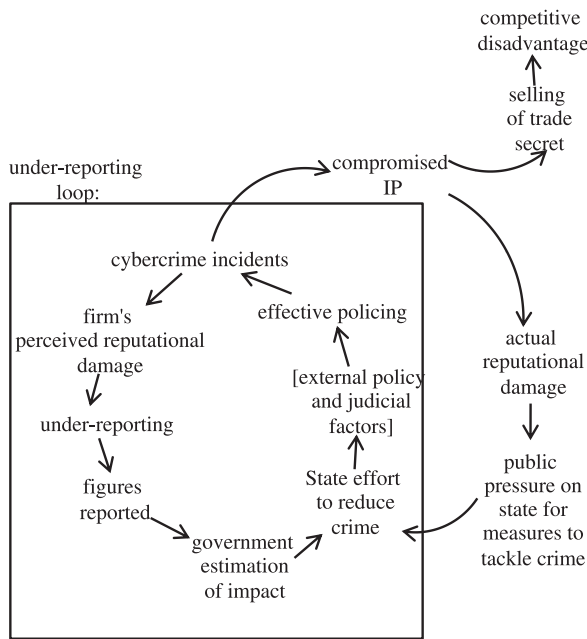 competitive
disadvantage
selling
of trade
secret
compromised
IP
under-reporting
loop:
cybercrime incidents
firm's
perceived reputational
damage
under-reporting
figures
reported
government
estimation
of impact
State effort
to reduce
crime
[external policy
and judicial
factors]
effective policing
actual
reputational
damage
public
pressure on
state for
measures to
tackle crime